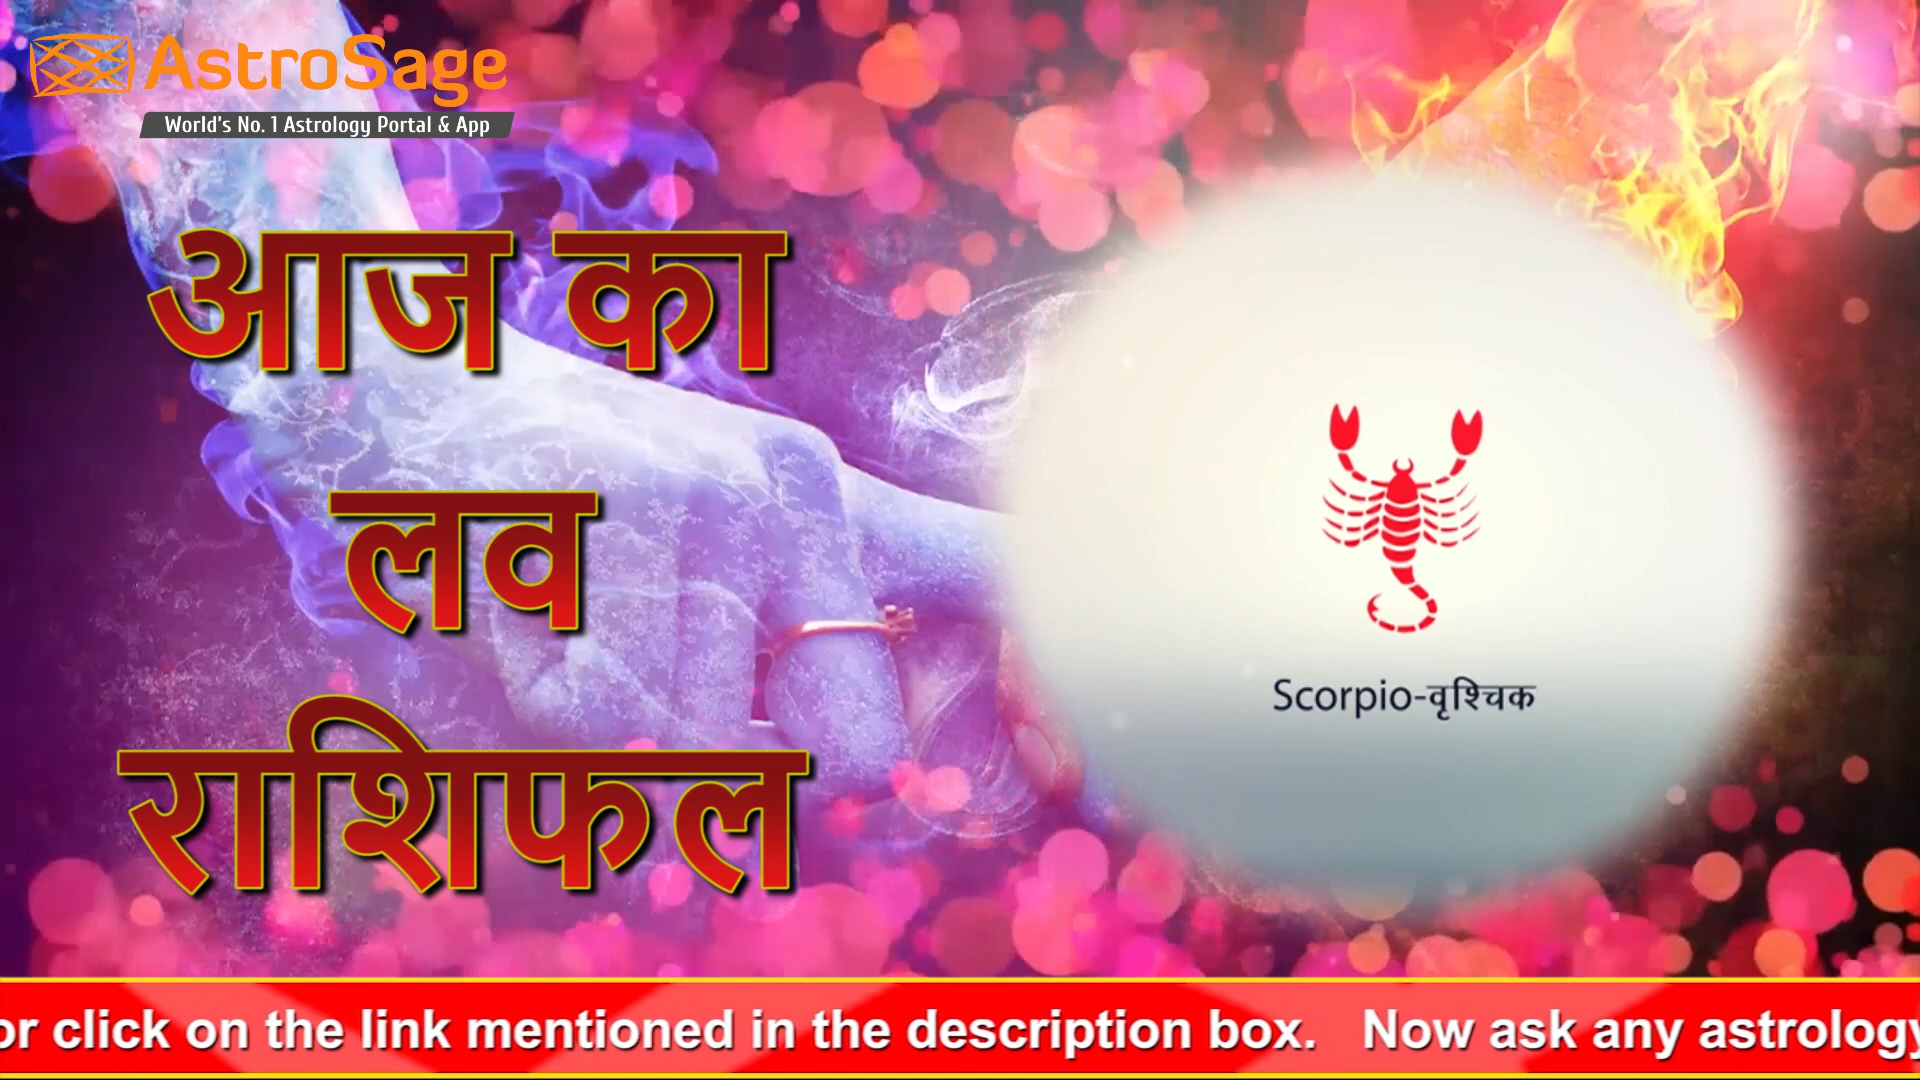 AstroSage
World's No. 1 Astrology Portal & App
आज का
लव
राशिफल
Scorpio-वृश्चिक
or click on the link mentioned in the description box. Now ask any astrology